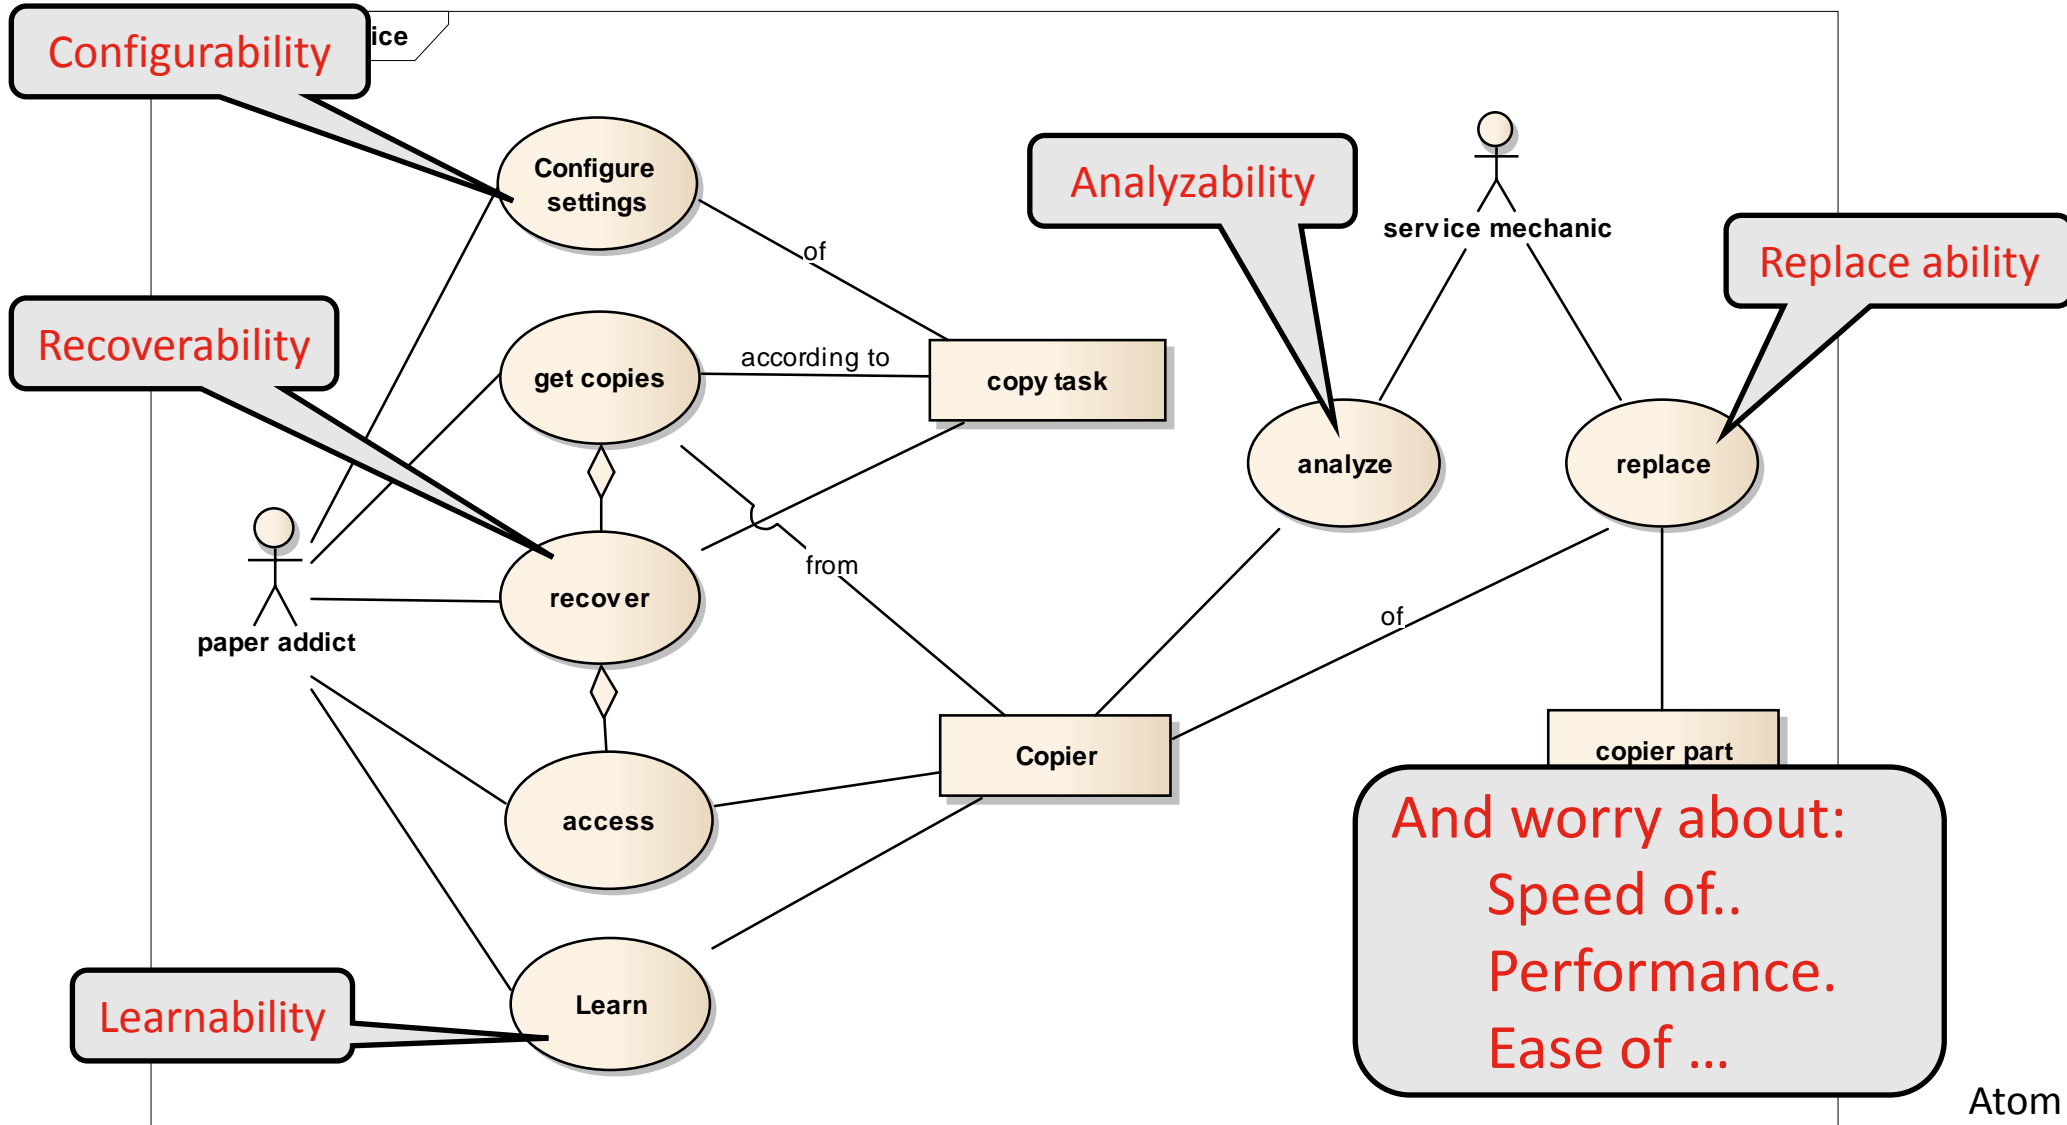 Configurability
ice
Configure
settings
Analyzability
service mechanic
of
Replace ability
Recoverability
get copies
according to
copy task
analyze
replace
from
recover
of
paper addict
Copier
copier part
access
And worry about:
Speed of..
Performance.
Ease of ...
Learnability
Learn
Atom